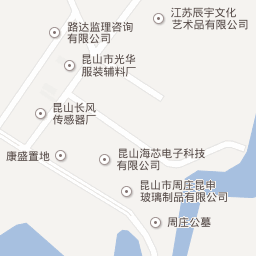 江苏辰宇文化
艺术品有限公司
路达监理咨询
有限公司
昆山市光华
服装辅料厂
昆山长风
传感器厂
康盛置地
昆山海芯电子科技
有限公司
昆山市周庄昆申
玻璃制品有限公司
周庄公墓